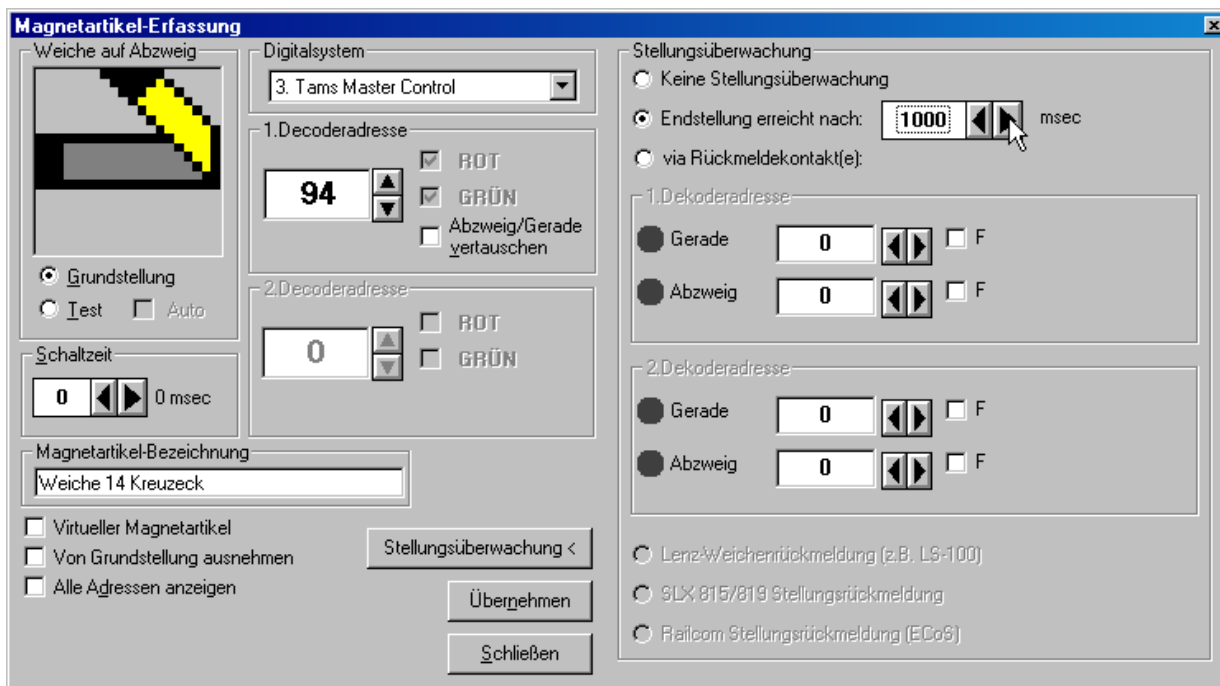 Magnetartikel-Erfassung
Weiche auf Abzweig
Grundstellung
Test Auto
Schaltzeit
0 0 msec
Digitalsystem
3. Tams Master Control
1.Decoderadresse
94
ROT
GRÜN
Abzweig/Gerade
vertauschen
2.Decoderadresse
0
ROT
GRÜN
Magnetartikel-Bezeichnung
Weiche 14 Kreuzeck
Virtueller Magnetartikel
Von Grundstellung ausnehmen
Alle Adressen anzeigen
Stellungsüberwachung <
Übernehmen
Schließen
Stellungsüberwachung
Keine Stellungsüberwachung
Endstellung erreicht nach: 1000 msec
via Rückmeldekontakt(e):
1.Dekoderadresse
Gerade 0 F
Abzweig 0 F
2.Dekoderadresse
Gerade 0 F
Abzweig 0 F
Lenz-Weichenrückmeldung (z.B. LS-100)
SLX 815/819 Stellungsrückmeldung
Railcom Stellungsrückmeldung (ECoS)